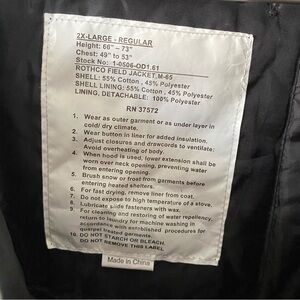 2X-LARGE - REGULAR
Height: 66" – 73"
Chest: 49" to 53"
Stock No: 1-0506-OD1.61
ROTHCO FIELD JACKET, M-65
SHELL: 55% Cotton , 45% Polyester
SHELL LINING: 55% Cotton , 45% Polyester
LINING, DETACHABLE: 100% Polyester
RN 37572
1. Wear as outer garment or as under layer in
cold/ dry climate.
2. Wear button in liner for added insulation.
3. Adjust closures and drawcords to ventilate:
Avoid overheating of body.
4. When hood is used, lower extension shall be
worn over neck opening, preventing water
from entering opening.
5. Brush snow or frost from garments before
entering heated shelters.
6. For fast drying, remove liner from coat.
7. Do not expose to high temperature of a stove.
8. Lubricate slide fasteners with wax.
9. For cleaning and restoring of water repellency,
return to laundry for machine washing in
accordance with established procedures for
quarpel treated garments.
10. DO NOT STARCH OR BLEACH.
DO NOT REMOVE THIS LABEL
Made in China